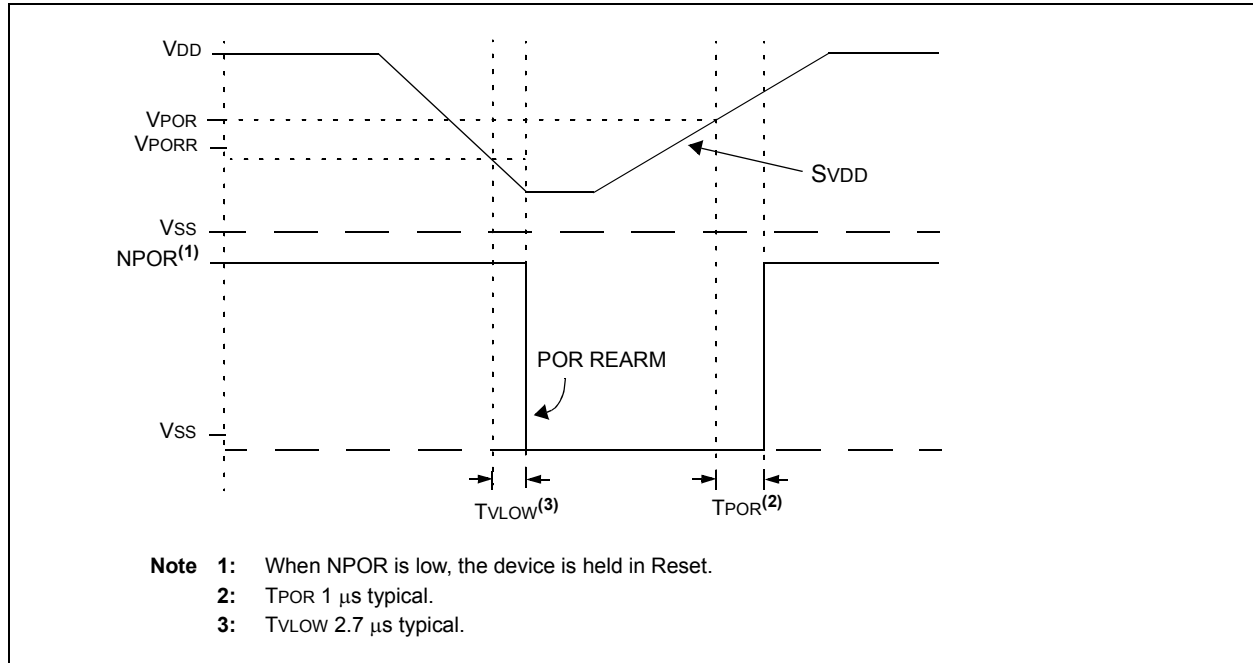 VDD
VPOR
VPORR
SVDD
VSS
NPOR(1)
POR REARM
VSS
TVLOW(3)
TPOR(2)
Note 1: When NPOR is low, the device is held in Reset.
2: TPOR 1 μs typical.
3: TVLOW 2.7 μs typical.